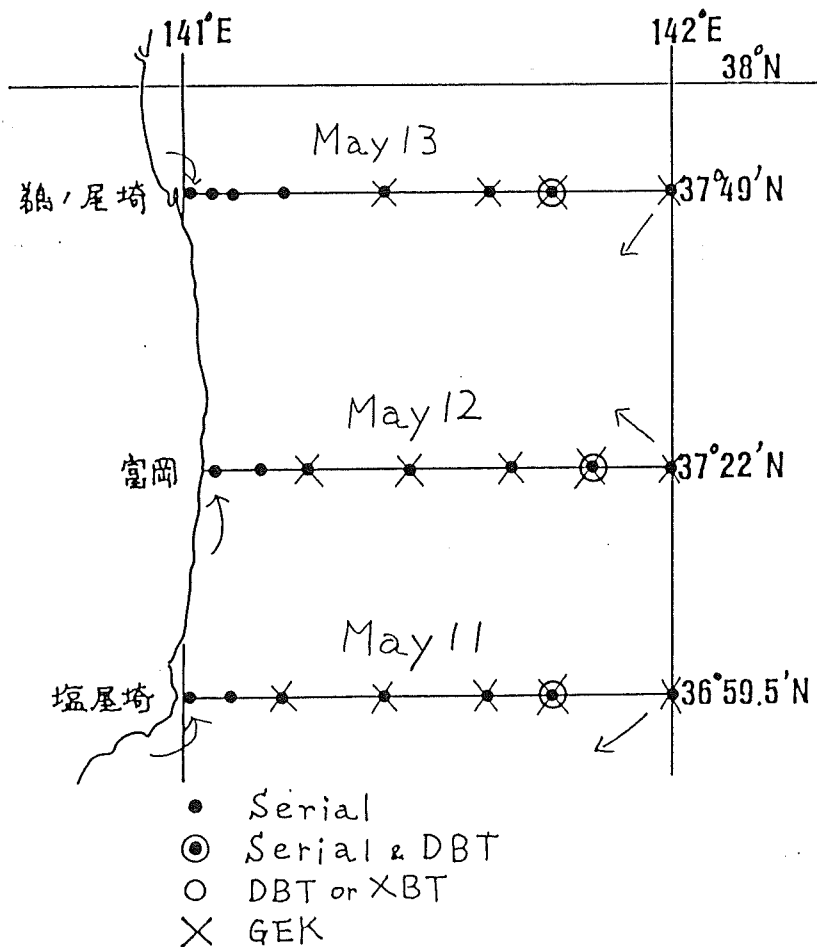 141°E 142°E
38°N
May 13
鵜ノ尾埼 37°49'N
May 12
富岡 37°22'N
May 11
塩屋埼 36°59.5'N
Serial
Serial & DBT
DBT or XBT
GEK